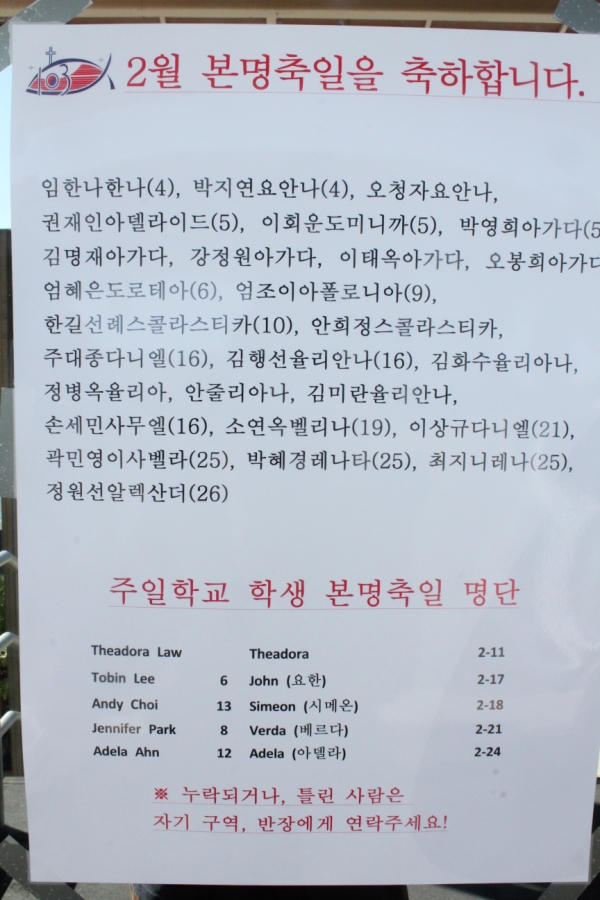 103
2월 본명축일을 축하합니다.
임한나한나(4), 박지연요안나(4), 오청자요안나,
권재인아델라이드(5), 이회운도미니까(5), 박영희아가다(5
김명재아가다, 강정원아가다, 이태옥아가다, 오봉희아가다
엄혜은도로테아(6), 엄조이아폴로니아(9),
한길선례스콜라스티카(10), 안희정스콜라스티카,
주대종다니엘(16), 김행선율리안나(16), 김화수율리아나,
정병옥율리아, 안줄리아나, 김미란율리안나,
손세민사무엘(16), 소연옥벨리나(19), 이상규다니엘(21),
곽민영이사벨라(25), 박혜경레나타(25), 최지니레나(25),
정원선알렉산더(26)
주일학교 학생 본명축일 명단
Theadora Law Theadora 2-11
Tobin Lee 6 John (요한) 2-17
Andy Choi 13 Simeon (시메온) 2-18
Jennifer Park 8 Verda (베르다) 2-21
Adela Ahn 12 Adela (아델라) 2-24
※ 누락되거나, 틀린 사람은
자기 구역, 반장에게 연락주세요!